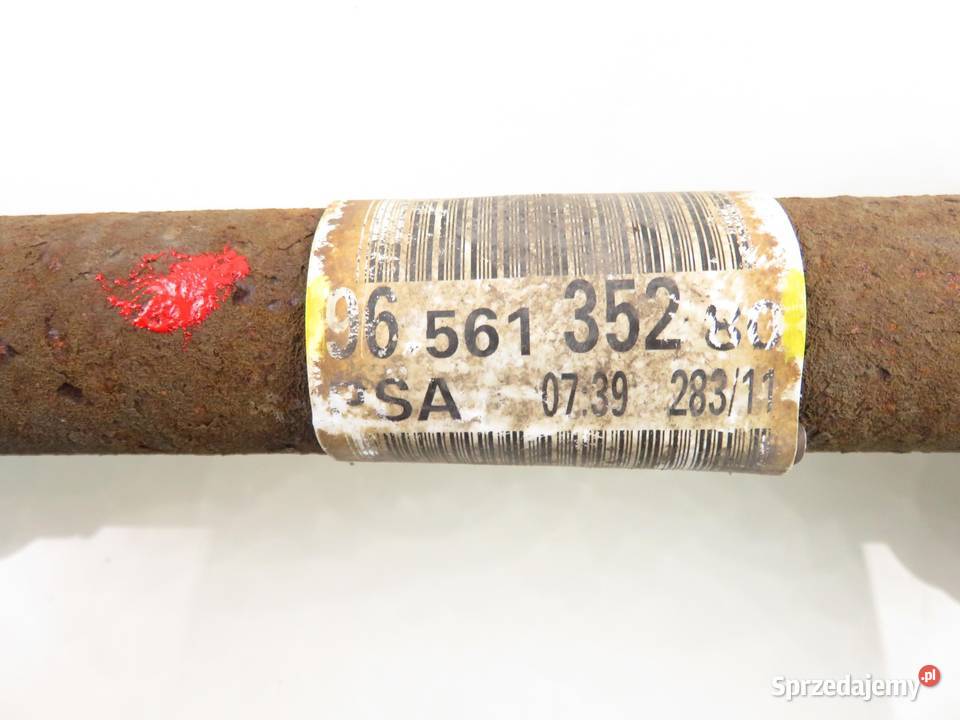 96 561 352 80
PSA 07.39 283/11
Sprzedajemy.pl